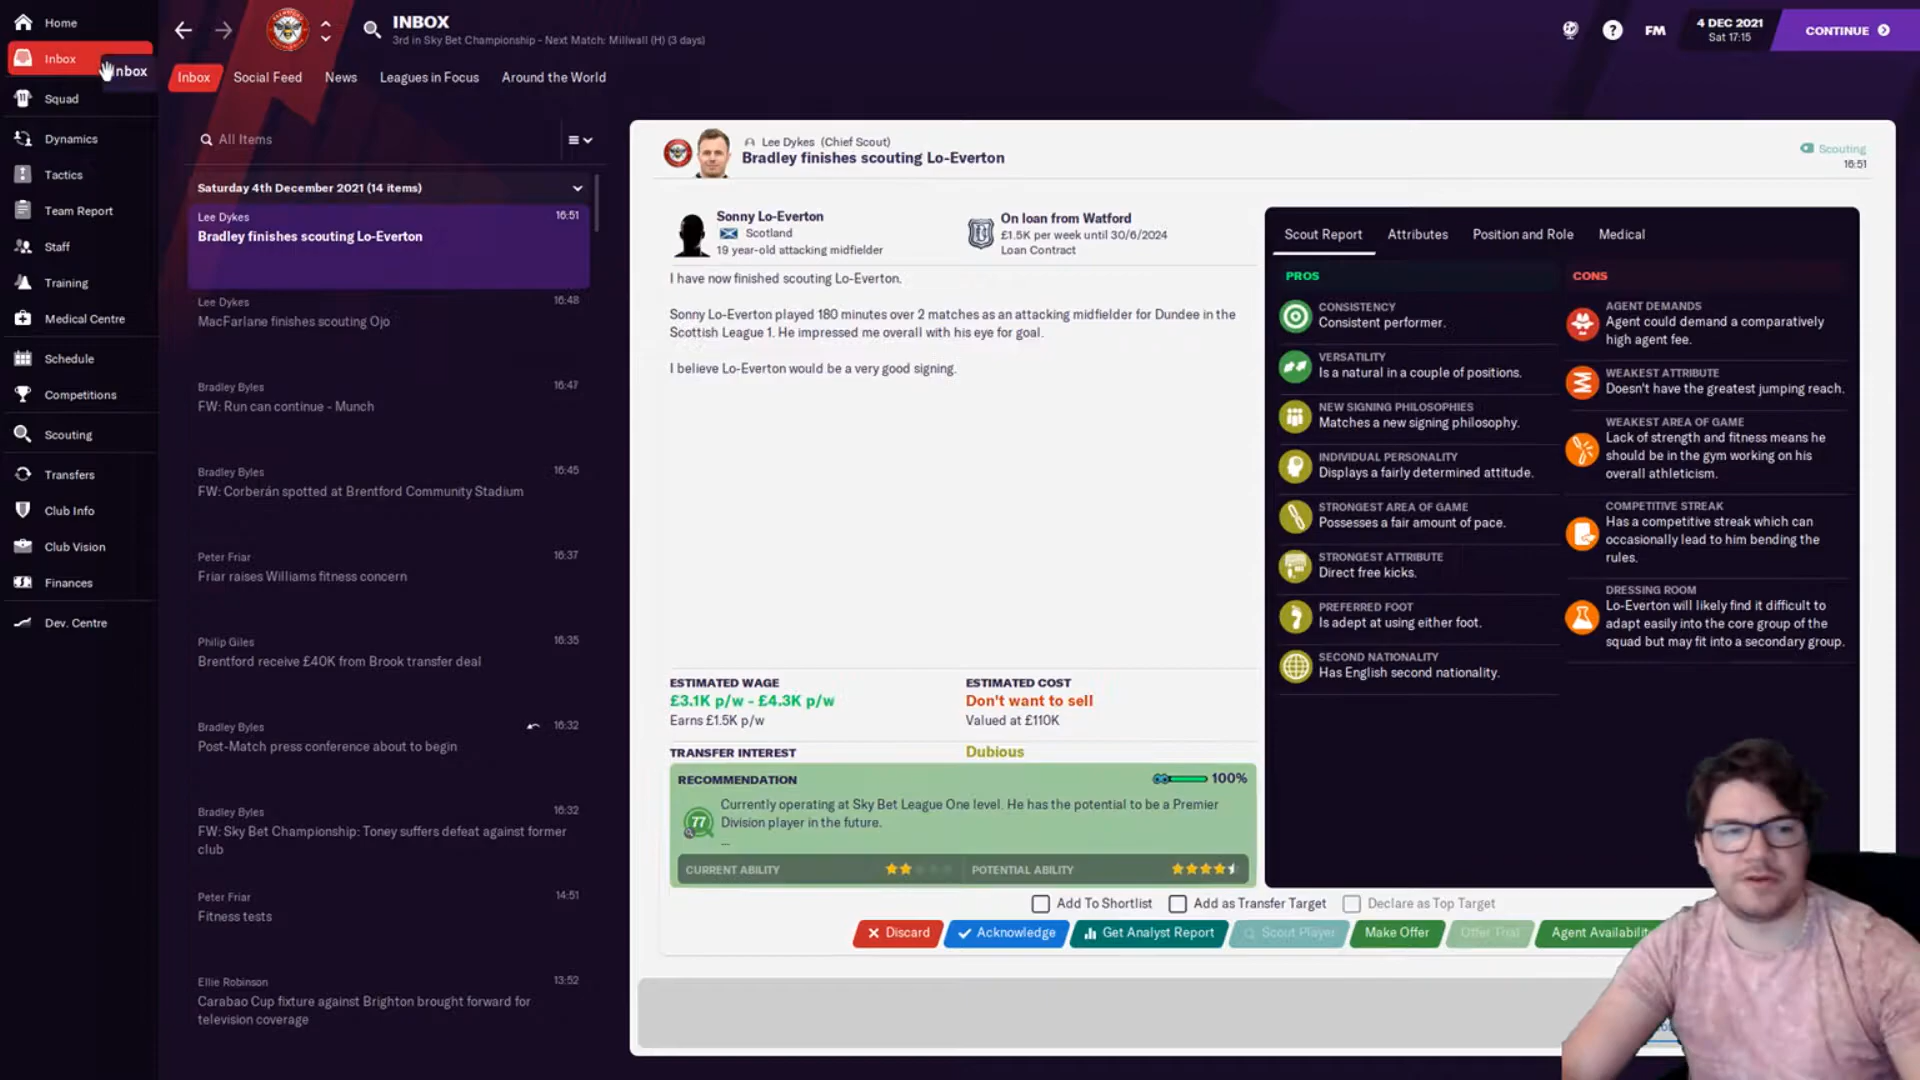 Home
Inbox
Inbox
Squad
Dynamics
Tactics
Team Report
Staff
Training
Medical Centre
Schedule
Competitions
Scouting
Transfers
Club Info
Club Vision
Finances
Dev. Centre
INBOX
3rd in Sky Bet Championship - Next Match: Millwall (H) (3 days)
FM
4 DEC 2021
Sat 17:15
CONTINUE
Inbox
Social Feed
News
Leagues in Focus
Around the World
All Items
Saturday 4th December 2021 (14 items)
Lee Dykes 16:51
Bradley finishes scouting Lo-Everton
Lee Dykes 16:48
MacFarlane finishes scouting Ojo
Bradley Byles 16:47
FW: Run can continue - Munch
Bradley Byles 16:45
FW: Corberán spotted at Brentford Community Stadium
Peter Friar 16:37
Friar raises Williams fitness concern
Philip Giles 16:35
Brentford receive £40K from Brook transfer deal
Bradley Byles 16:32
Post-Match press conference about to begin
Bradley Byles 16:32
FW: Sky Bet Championship: Toney suffers defeat against former
club
Peter Friar 14:51
Fitness tests
Ellie Robinson 13:52
Carabao Cup fixture against Brighton brought forward for
television coverage
Lee Dykes (Chief Scout)
Bradley finishes scouting Lo-Everton
Scouting
16:51
Sonny Lo-Everton
Scotland
19 year-old attacking midfielder
On loan from Watford
£1.5K per week until 30/6/2024
Loan Contract
I have now finished scouting Lo-Everton.
Sonny Lo-Everton played 180 minutes over 2 matches as an attacking midfielder for Dundee in the
Scottish League 1. He impressed me overall with his eye for goal.
I believe Lo-Everton would be a very good signing.
ESTIMATED WAGE
£3.1K p/w - £4.3K p/w
Earns £1.5K p/w
ESTIMATED COST
Don't want to sell
Valued at £110K
TRANSFER INTEREST
Dubious
RECOMMENDATION
100%
77
Currently operating at Sky Bet League One level. He has the potential to be a Premier
Division player in the future.
...
CURRENT ABILITY
POTENTIAL ABILITY
Scout Report
Attributes
Position and Role
Medical
PROS
CONSISTENCY
Consistent performer.
VERSATILITY
Is a natural in a couple of positions.
NEW SIGNING PHILOSOPHIES
Matches a new signing philosophy.
INDIVIDUAL PERSONALITY
Displays a fairly determined attitude.
STRONGEST AREA OF GAME
Possesses a fair amount of pace.
STRONGEST ATTRIBUTE
Direct free kicks.
PREFERRED FOOT
Is adept at using either foot.
SECOND NATIONALITY
Has English second nationality.
CONS
AGENT DEMANDS
Agent could demand a comparatively
high agent fee.
WEAKEST ATTRIBUTE
Doesn't have the greatest jumping reach.
WEAKEST AREA OF GAME
Lack of strength and fitness means he
should be in the gym working on his
overall athleticism.
COMPETITIVE STREAK
Has a competitive streak which can
occasionally lead to him bending the
rules.
DRESSING ROOM
Lo-Everton will likely find it difficult to
adapt easily into the core group of the
squad but may fit into a secondary group.
Add To Shortlist
Add as Transfer Target
Declare as Top Target
Discard
Acknowledge
Get Analyst Report
Scout Player
Make Offer
Offer Trial
Agent Availabilit